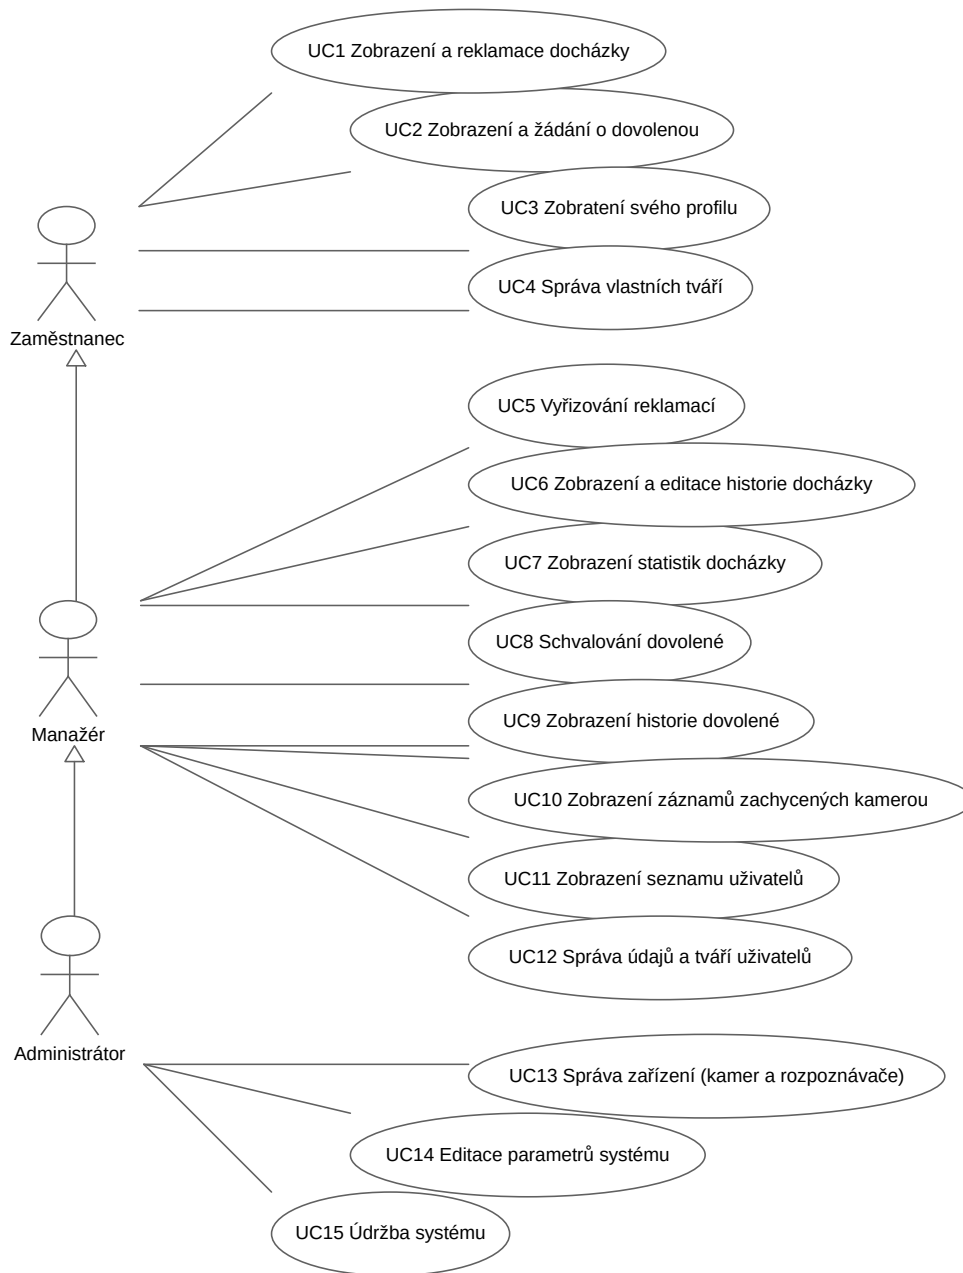 UC1 Zobrazení a reklamace docházky
UC2 Zobrazení a žádání o dovolenou
UC3 Zobratení svého profilu
UC4 Správa vlastních tváří
Zaměstnanec
UC5 Vyřizování reklamací
UC6 Zobrazení a editace historie docházky
UC7 Zobrazení statistik docházky
UC8 Schvalování dovolené
UC9 Zobrazení historie dovolené
Manažér
UC10 Zobrazení záznamů zachycených kamerou
UC11 Zobrazení seznamu uživatelů
UC12 Správa údajů a tváří uživatelů
Administrátor
UC13 Správa zařízení (kamer a rozpoznávače)
UC14 Editace parametrů systému
UC15 Údržba systému